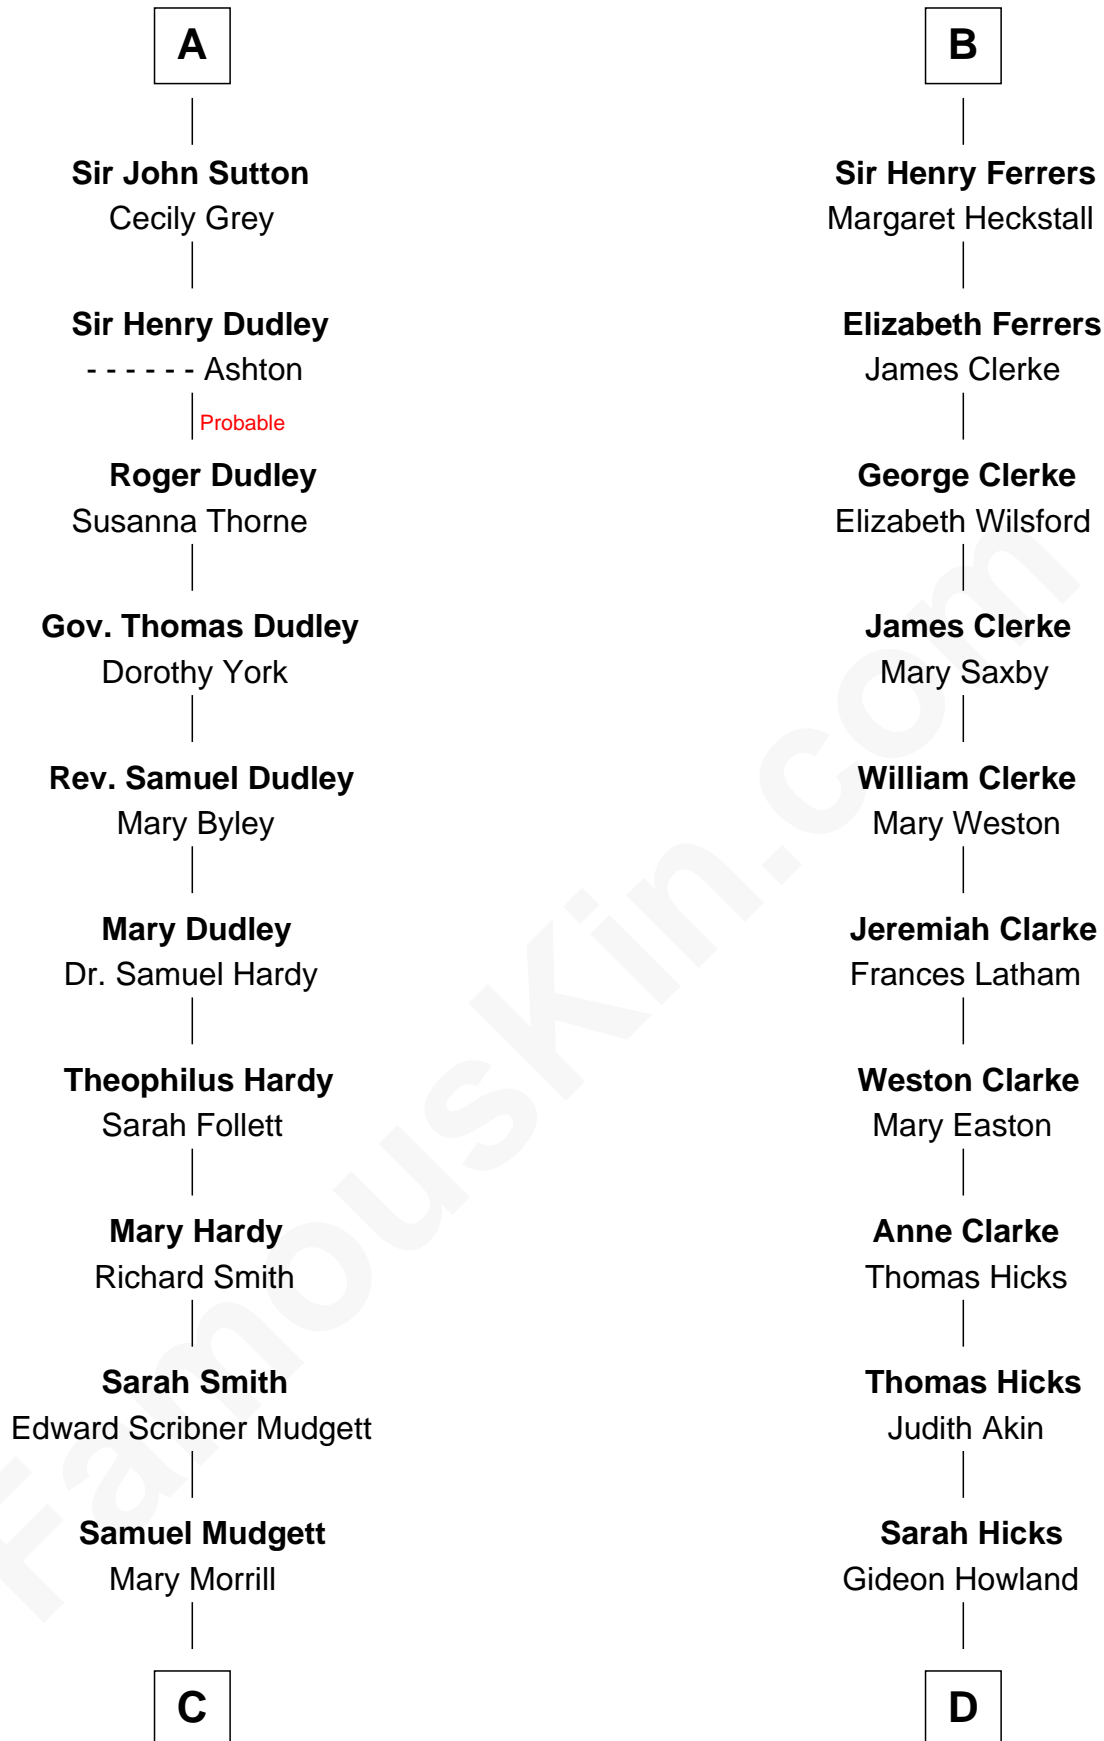 A
Sir John Sutton
Cecily Grey
Sir Henry Dudley
- - - - - - Ashton
Probable
Roger Dudley
Susanna Thorne
Gov. Thomas Dudley
Dorothy York
Rev. Samuel Dudley
Mary Byley
Mary Dudley
Dr. Samuel Hardy
Theophilus Hardy
Sarah Follett
Mary Hardy
Richard Smith
Sarah Smith
Edward Scribner Mudgett
Samuel Mudgett
Mary Morrill
C
B
Sir Henry Ferrers
Margaret Heckstall
Elizabeth Ferrers
James Clerke
George Clerke
Elizabeth Wilsford
James Clerke
Mary Saxby
William Clerke
Mary Weston
Jeremiah Clarke
Frances Latham
Weston Clarke
Mary Easton
Anne Clarke
Thomas Hicks
Thomas Hicks
Judith Akin
Sarah Hicks
Gideon Howland
D
FamousKin.com